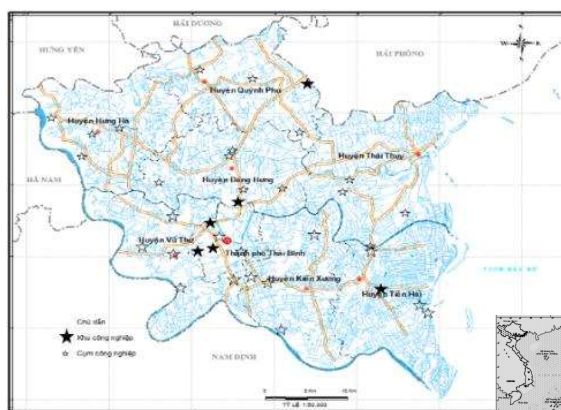 HẢI DƯƠNG
HƯNG YÊN
HẢI PHÒNG
W
E
Huyện Quỳnh Phụ
Huyện Hưng Hà
Huyện Thái Thụy
HÀ NAM
Huyện Đông Hưng
Huyện Vũ Thư
Thành phố Thái Bình
Huyện Kiến Xương
Huyện Tiền Hải
Chú dẫn
Khu công nghiệp
Cụm công nghiệp
NAM ĐỊNH